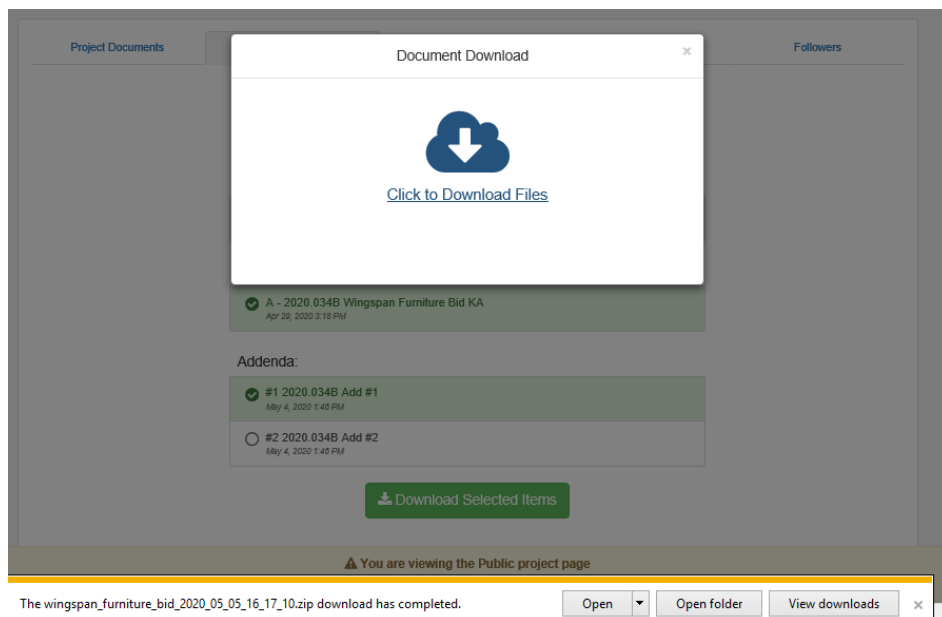 Project Documents
Followers
Document Download
×
Click to Download Files
A - 2020.034B Wingspan Furniture Bid KA
Apr 29, 2020 3:18 PM
Addenda:
#1 2020.034B Add #1
May 4, 2020 1:46 PM
#2 2020.034B Add #2
May 4, 2020 1:46 PM
Download Selected Items
You are viewing the Public project page
The wingspan_furniture_bid_2020_05_05_16_17_10.zip download has completed.
Open
Open folder
View downloads
×